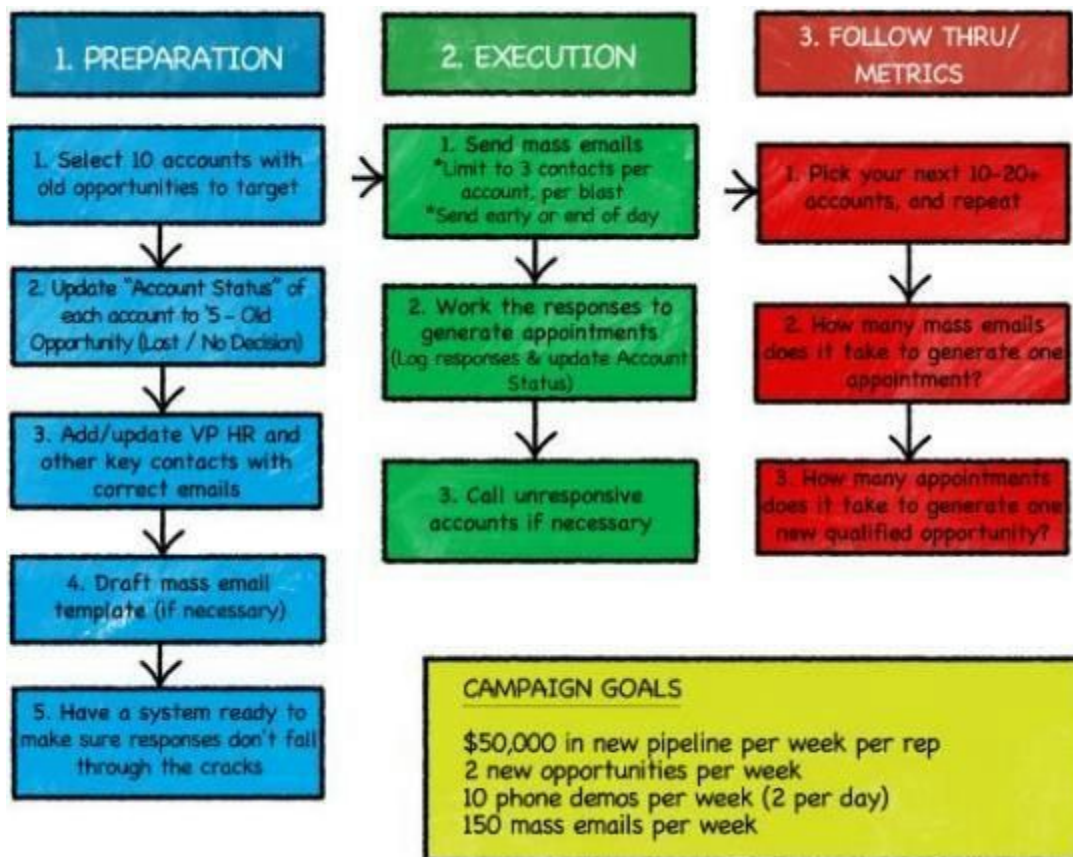 1. PREPARATION
1. Select 10 accounts with
old opportunities to target
2. Update "Account Status" of
each account to '5 - Old
Opportunity (Lost / No Decision)
3. Add/update VP HR and
other key contacts with
correct emails
4. Draft mass email
template (if necessary)
5. Have a system ready to
make sure responses don't fall
through the cracks
2. EXECUTION
1. Send mass emails
*Limit to 3 contacts per
account, per blast
*Send early or end of day
2. Work the responses to
generate appointments
(Log responses & update Account
Status)
3. Call unresponsive
accounts if necessary
3. FOLLOW THRU/
METRICS
1. Pick your next 10-20+
accounts, and repeat
2. How many mass emails
does it take to generate one
appointment?
3. How many appointments
does it take to generate one
new qualified opportunity?
CAMPAIGN GOALS
$50,000 in new pipeline per week per rep
2 new opportunities per week
10 phone demos per week (2 per day)
150 mass emails per week